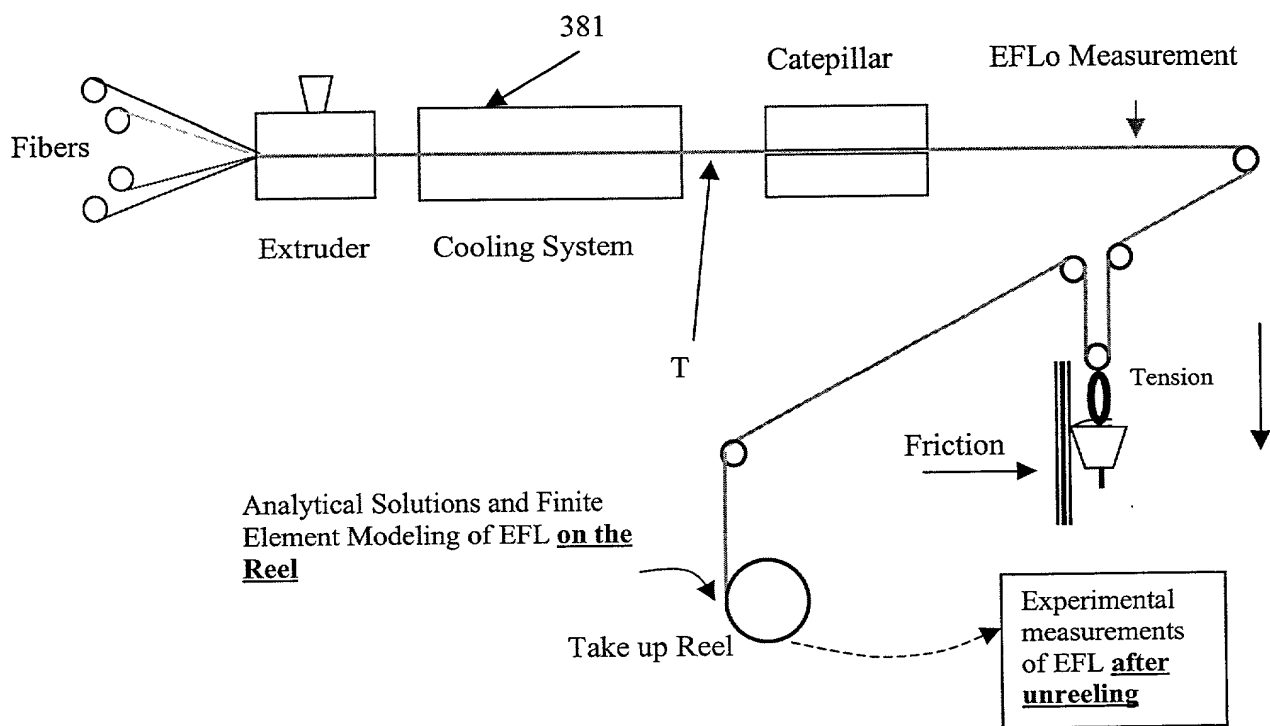 381
Catepillar
EFLo Measurement
Fibers
Extruder
Cooling System
T
Tension
Friction
Analytical Solutions and Finite
Element Modeling of EFL on the
Reel
Take up Reel
Experimental
measurements
of EFL after
unreeling